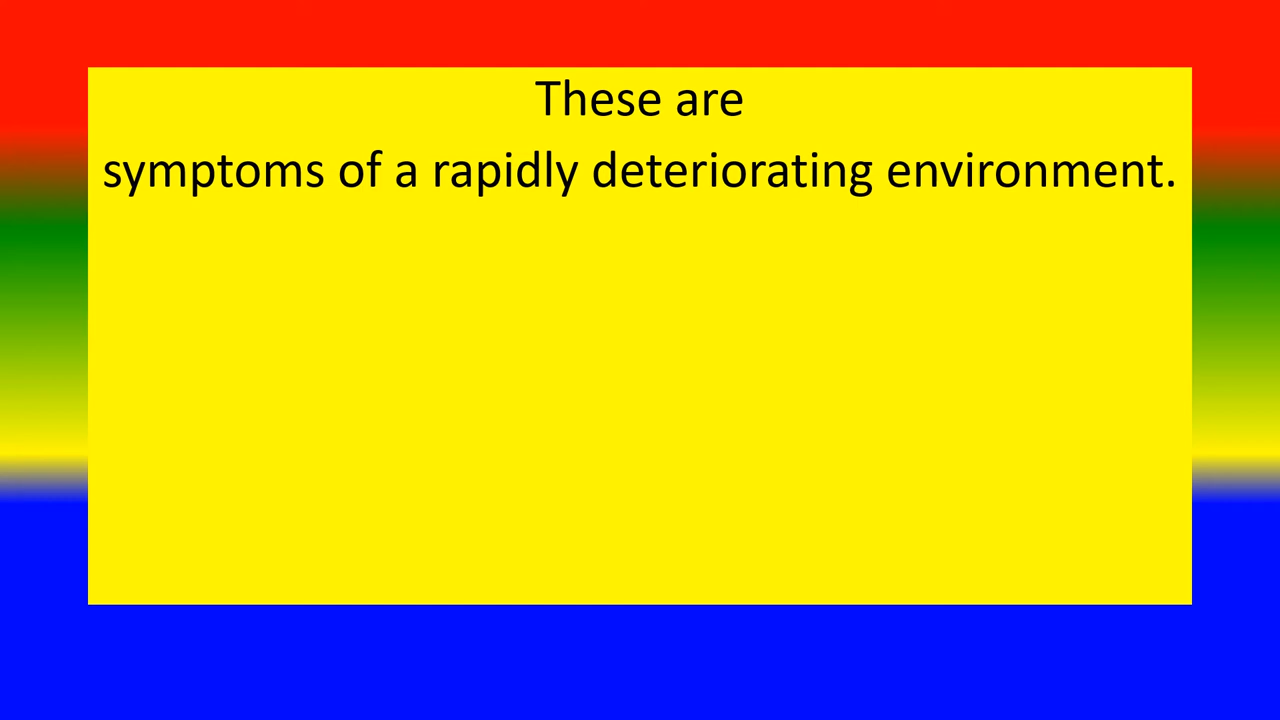 These are
symptoms of a rapidly deteriorating environment.